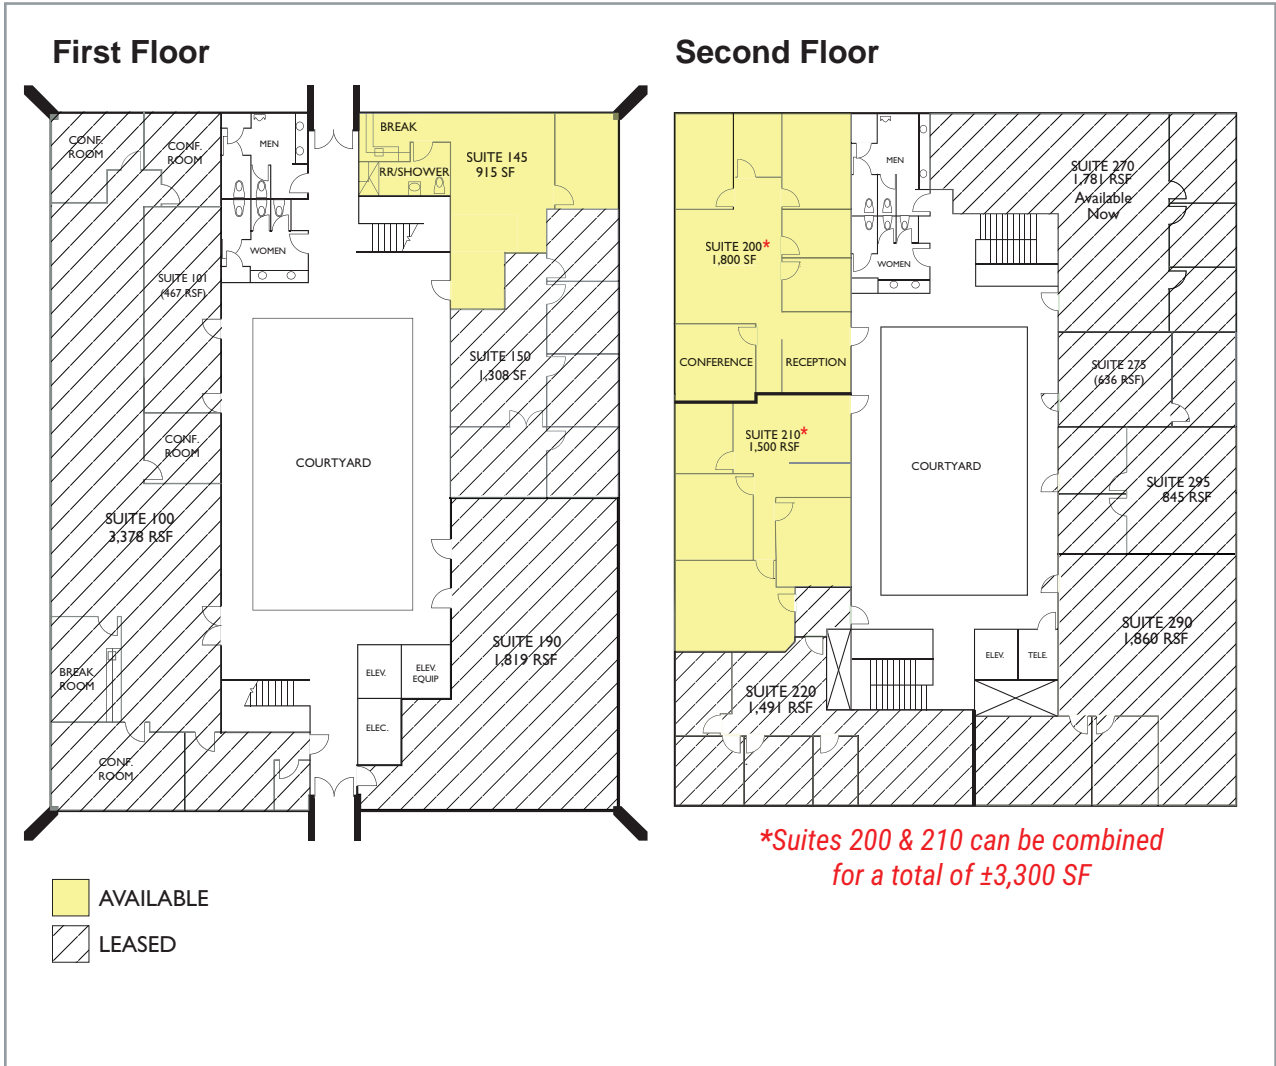 First Floor
CONF.
ROOM
CONF.
ROOM
MEN
BREAK
RR/SHOWER
SUITE 145
915 SF
WOMEN
SUITE 101
(467 RSF)
SUITE 150
1,308 SF
CONF.
ROOM
COURTYARD
SUITE 100
3,378 RSF
SUITE 190
1,819 RSF
BREAK
ROOM
ELEV.
ELEV.
EQUIP
ELEC.
CONF.
ROOM
Second Floor
MEN
SUITE 270
1,781 RSF
Available
Now
SUITE 200*
1,800 SF
WOMEN
CONFERENCE
RECEPTION
SUITE 275
(636 RSF)
SUITE 210*
1,500 RSF
COURTYARD
SUITE 295
845 RSF
SUITE 290
1,860 RSF
ELEV.
TELE.
SUITE 220
1,491 RSF
*Suites 200 & 210 can be combined
for a total of ±3,300 SF
AVAILABLE
LEASED